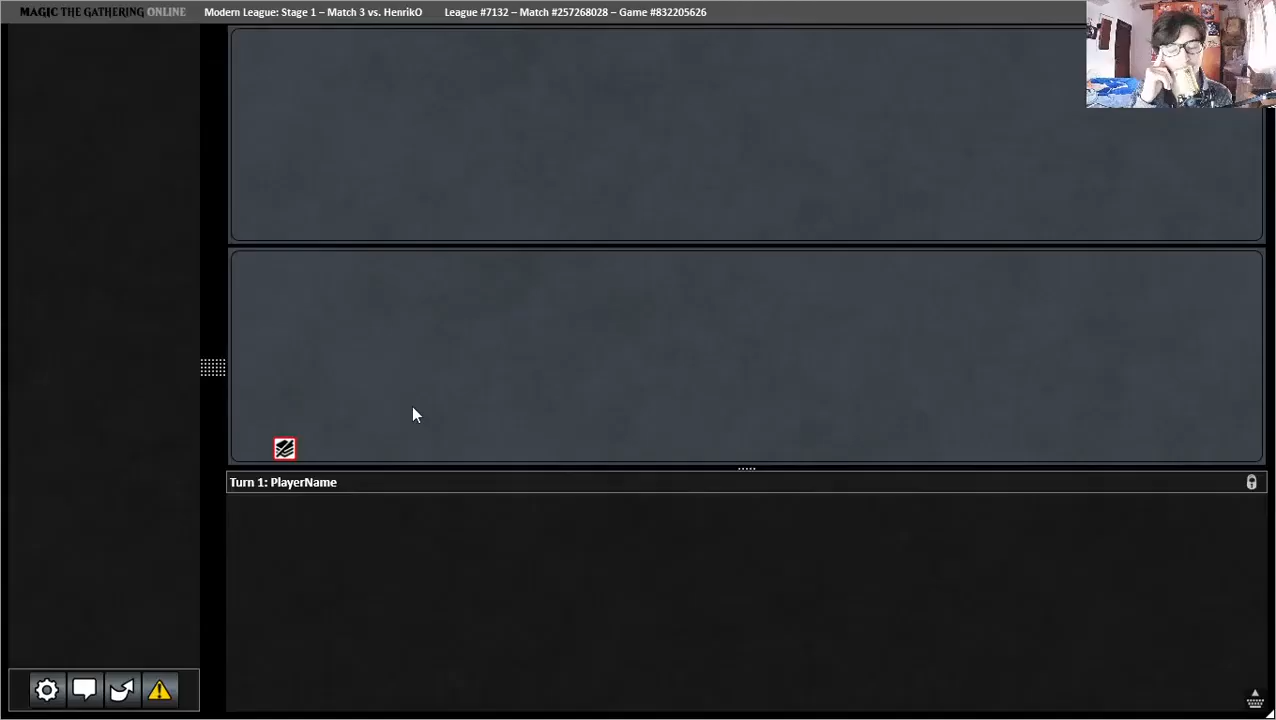 MAGIC THE GATHERING ONLINE
Modern League: Stage 1 – Match 3 vs. HenrikO
League #7132 – Match #257268028 – Game #832205626
Turn 1: PlayerName